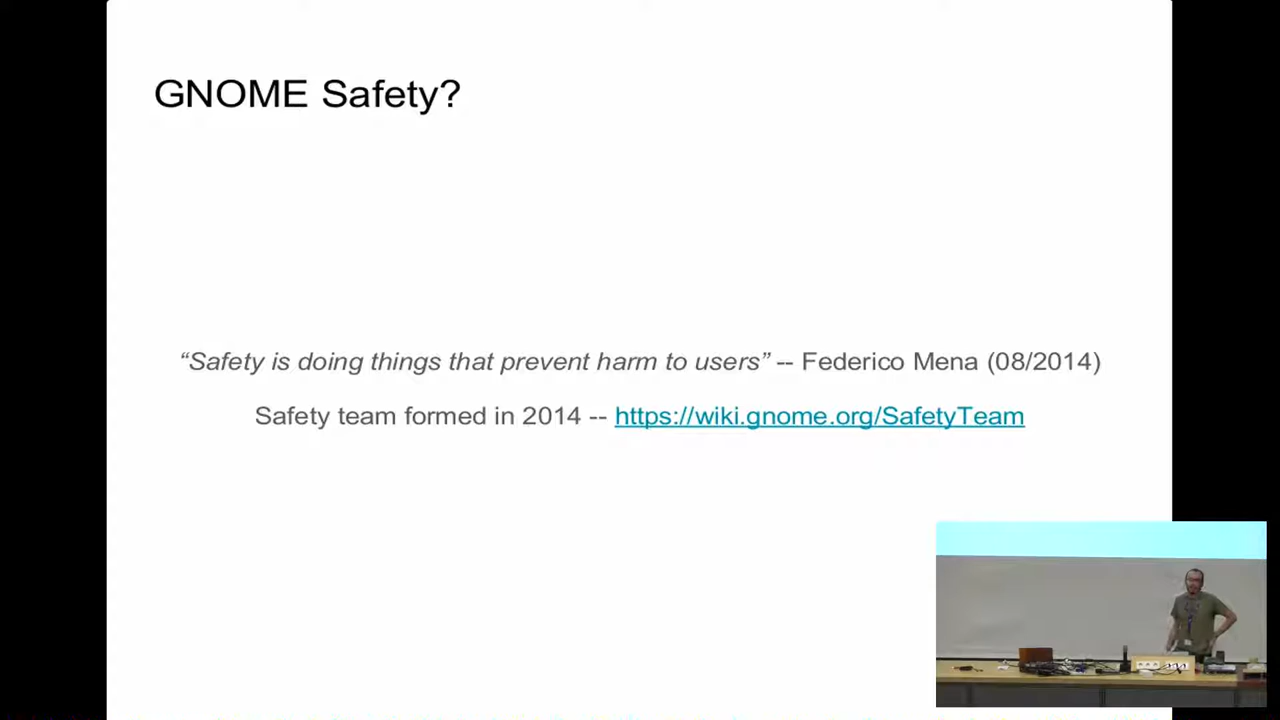 GNOME Safety?
“Safety is doing things that prevent harm to users” -- Federico Mena (08/2014)
Safety team formed in 2014 -- https://wiki.gnome.org/SafetyTeam